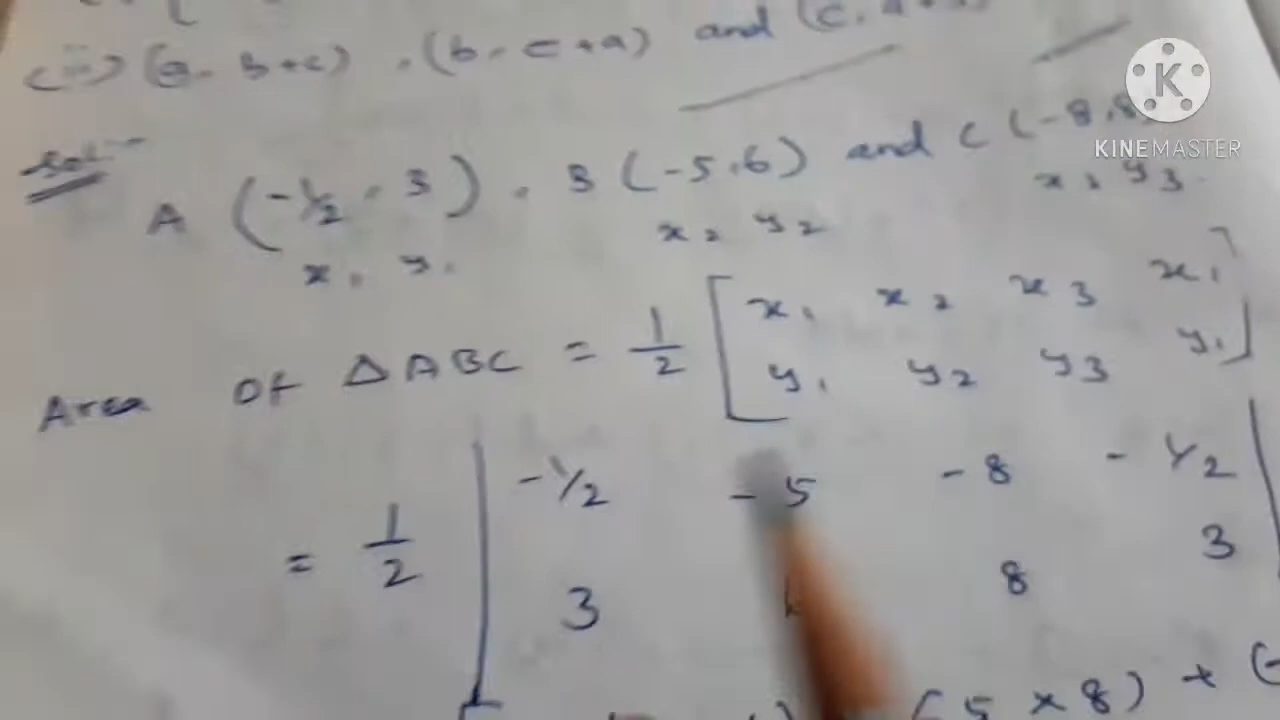 (ii) (a, b+c), (b, c+a) and (c, a+
Sol:-
A (-1/2, 3), B (-5, 6) and C (-8, 8)
x1 y1 x2 y2 x3 y3
Area Of ΔABC = 1/2 [x1 x2 x3 x1
y1 y2 y3 y1]
= 1/2 | -1/2 -5 -8 -1/2 |
3 8 3
(5 × 8) + (-
K
KINEMASTER